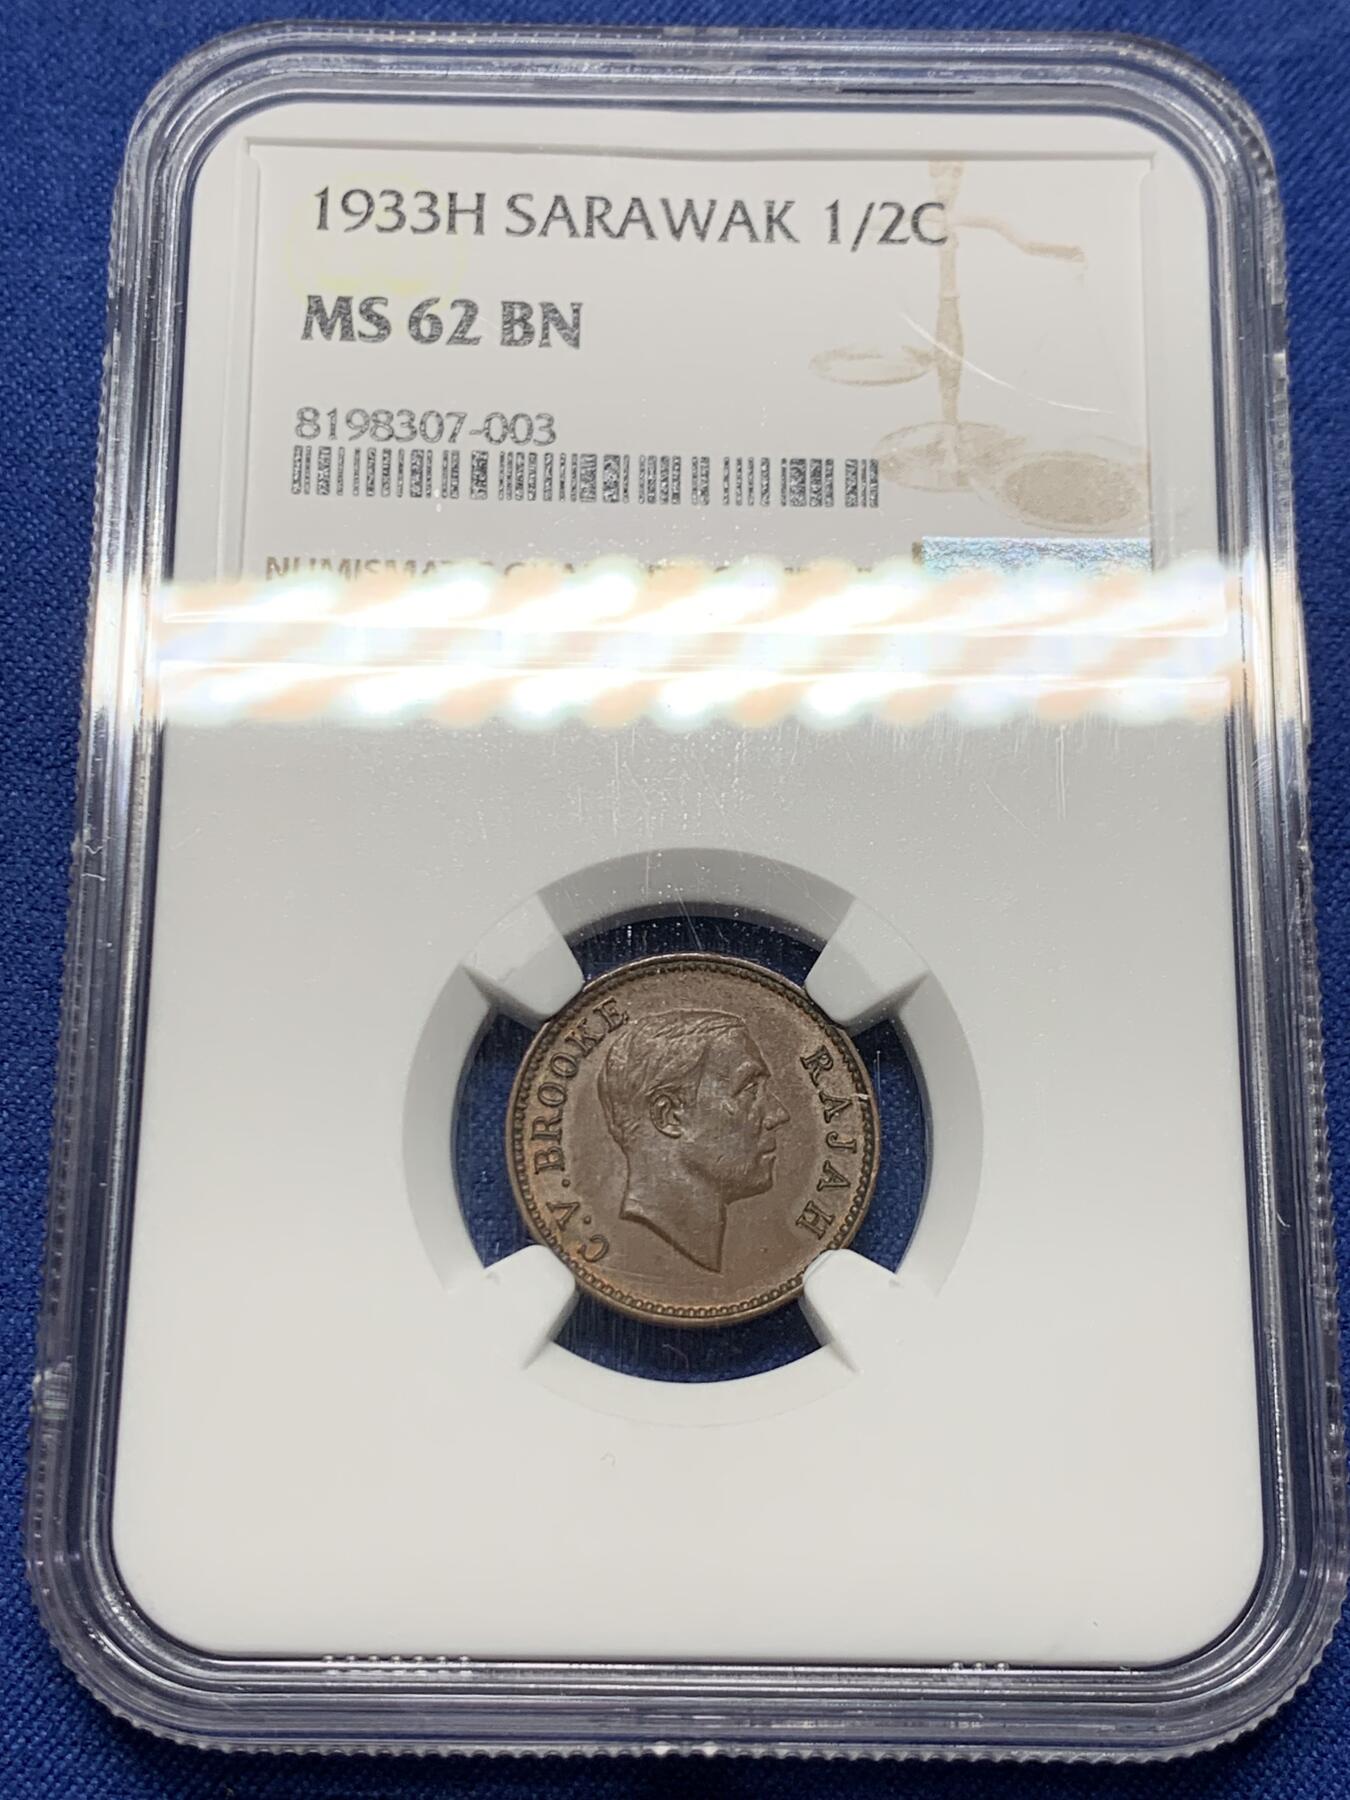 1933H SARAWAK 1/2C
MS 62 BN
8198307-003
C.V.BROOKE RAJAH